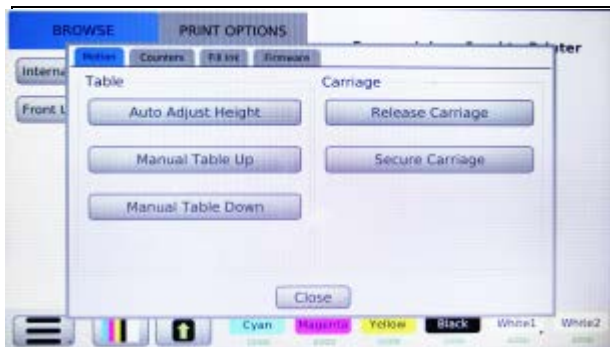 BROWSE PRINT OPTIONS
Motion Counters Fill Ink Firmware
Table Carriage
Auto Adjust Height Release Carriage
Manual Table Up Secure Carriage
Manual Table Down
Close
Cyan Magenta Yellow Black White1 White2